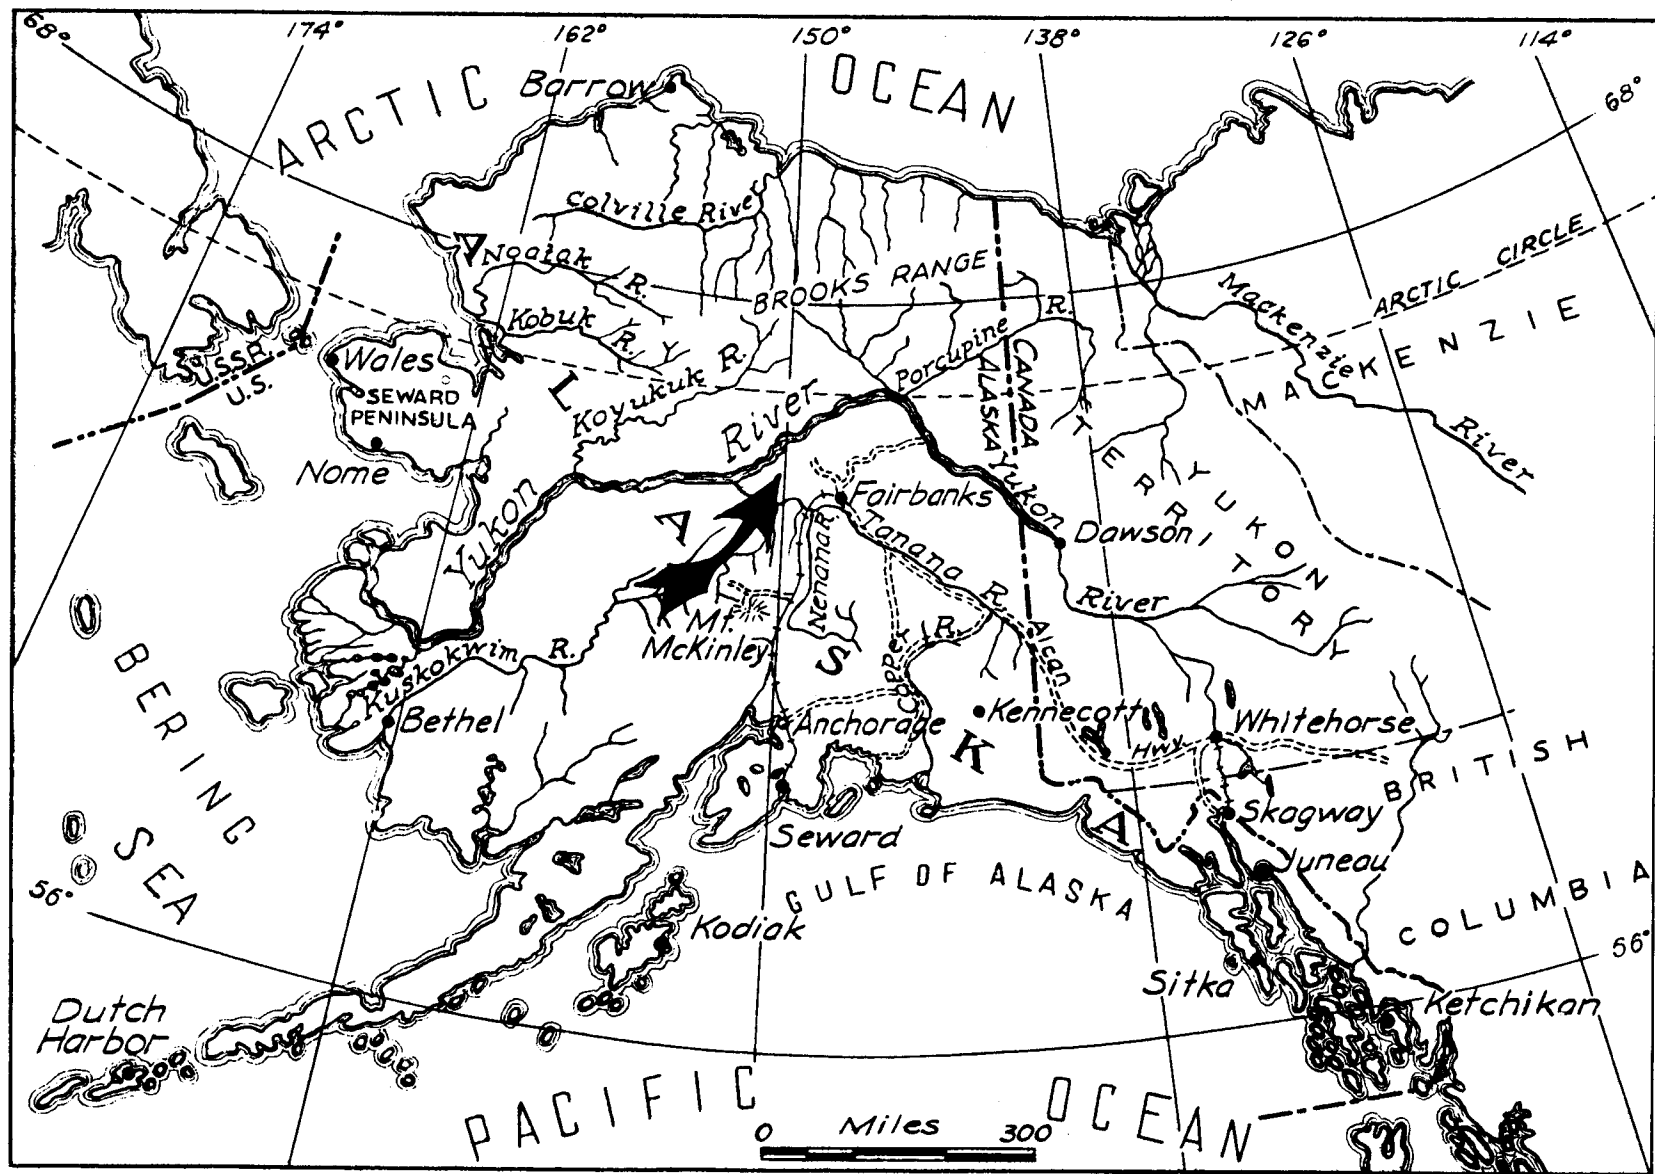 68° 174° 162° 150° 138° 126° 114°
ARCTIC OCEAN
Barrow
68°
Colville River
Noatak R.
BROOKS RANGE
ARCTIC CIRCLE
Kobuk R.
Porcupine R.
Mackenzie River
MACKENZIE
S.S.R.
U.S.
Wales
SEWARD
PENINSULA
Nome
Koyukuk R.
CANADA
ALASKA
Yukon River
Yukon
Fairbanks
Dawson
YUKON
TERRITORY
Tanana R.
Nenana R.
River
A L A S K A
Mt.
McKinley
Kuskokwim R.
Bethel
Copper R.
Alcan
Hwy
Anchorage
Kennecott
Whitehorse
BERING
SEA
Seward
Skagway
Juneau
BRITISH
COLUMBIA
GULF OF ALASKA
56°
Kodiak
56°
Sitka
Ketchikan
Dutch
Harbor
PACIFIC OCEAN
0 Miles 300